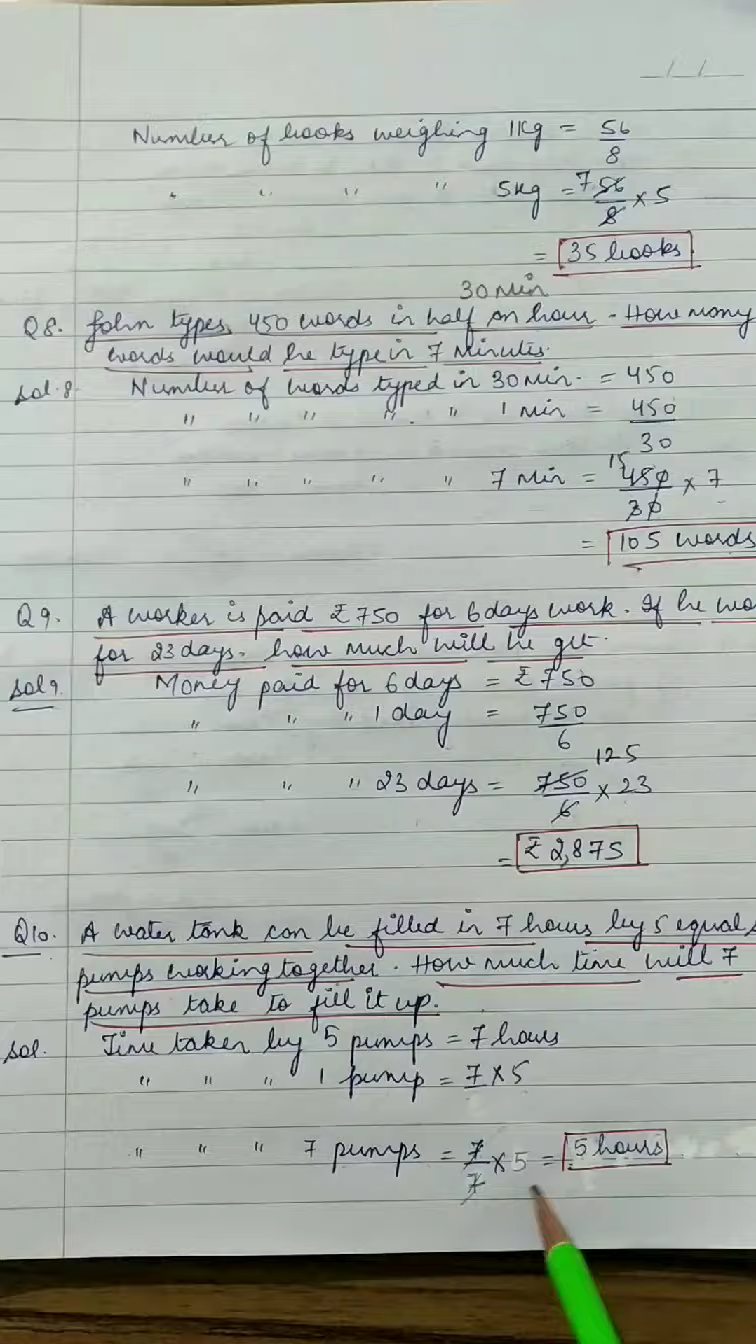 _/_/_
Number of books weighing 1Kg = 56/8
" " " " 5Kg = 7 56/8 × 5
= 35 books
30 Min
Q8. John types, 450 words in half an hour - How many
words would he type in 7 Minutes.
Sol.8. Number of words typed in 30 min. = 450
" " " " " 1 Min = 450/30
" " " " " 7 Min = 15 450/30 × 7
= 105 words
Q9. A worker is paid ₹750 for 6 days work. If he wo
for 23 days. how much will he get.
Sol9 Money paid for 6 days = ₹750
" " " 1 day = 750/6
125
" " " 23 days = 750/6 × 23
= ₹2,875
Q10. A water tank can be filled in 7 hours by 5 equal
pumps working together. How much time will 7
pumps take to fill it up.
Sol. Time taken by 5 pumps = 7 hours
" " " 1 pump = 7 × 5
" " " 7 pumps = 7/7 × 5 = 5 hours